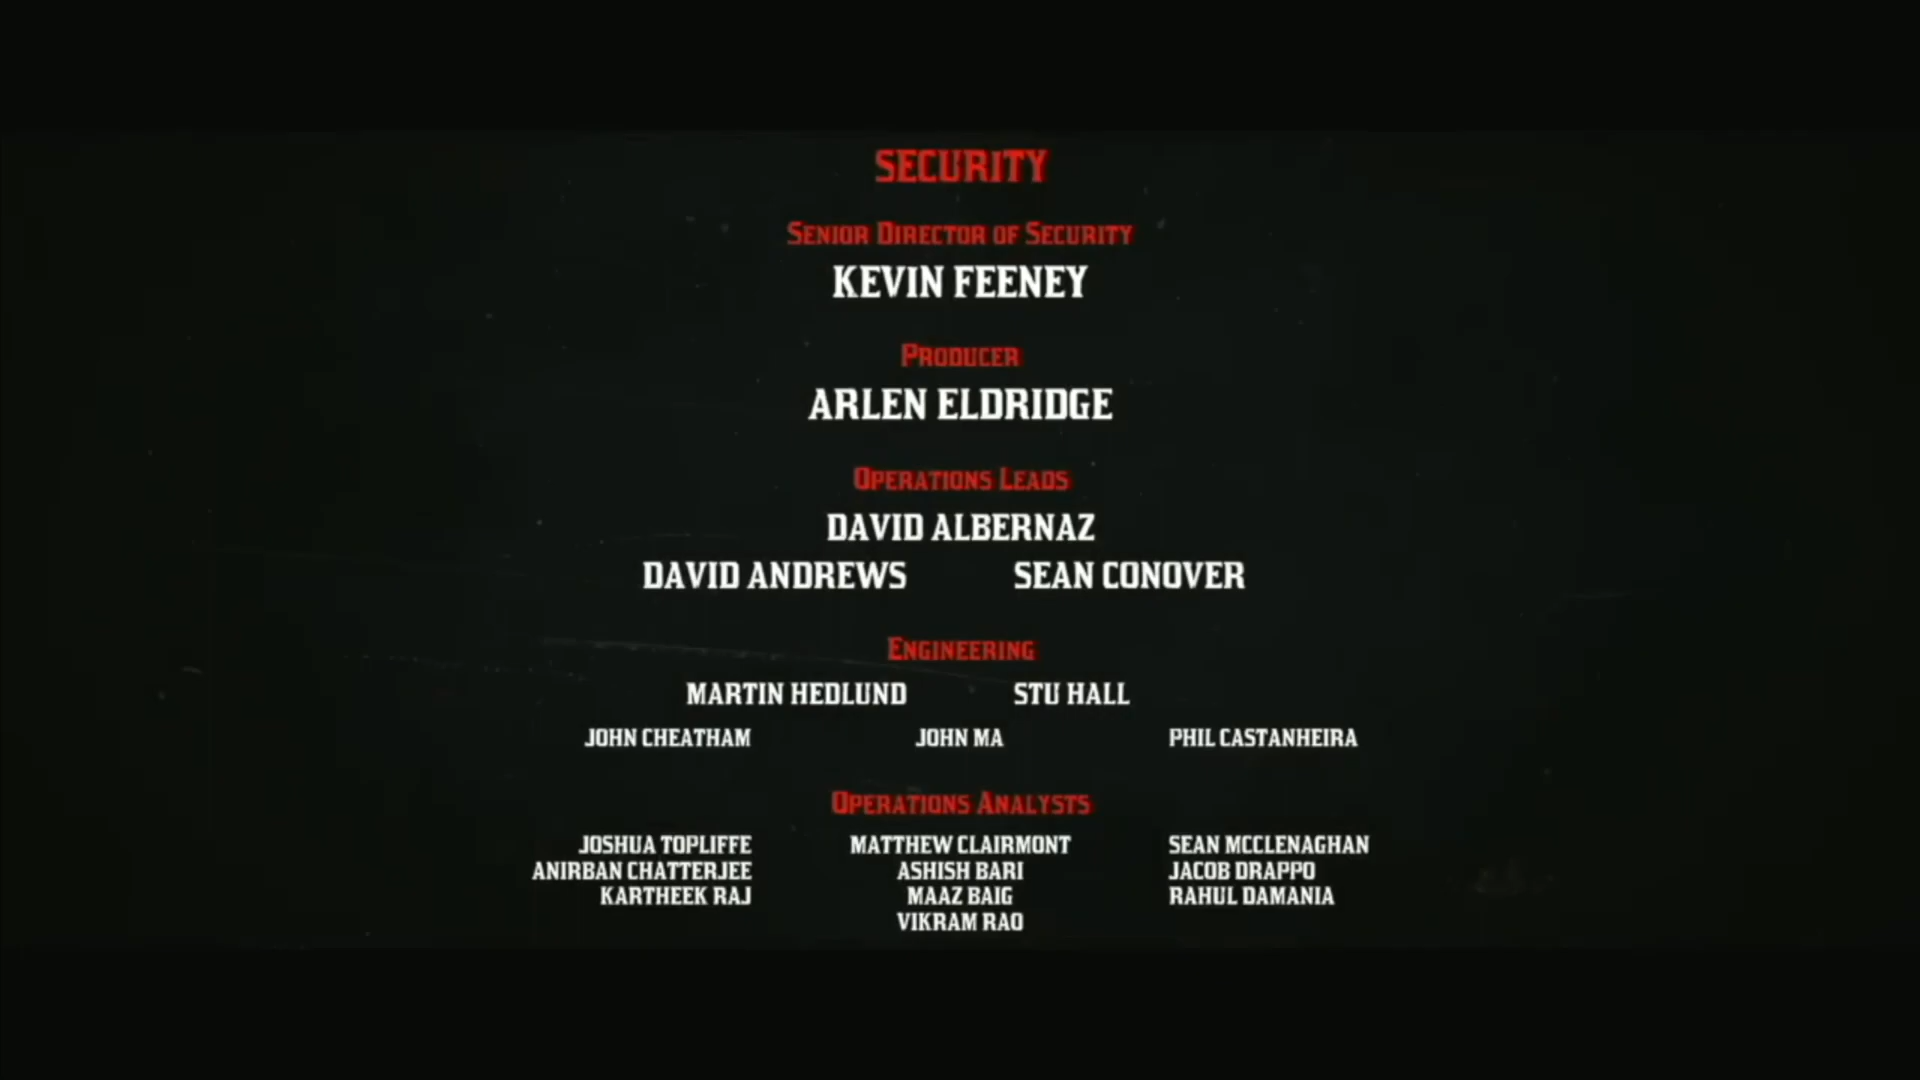 SECURITY
SENIOR DIRECTOR OF SECURITY
KEVIN FEENEY
PRODUCER
ARLEN ELDRIDGE
OPERATIONS LEADS
DAVID ALBERNAZ
DAVID ANDREWS SEAN CONOVER
ENGINEERING
MARTIN HEDLUND STU HALL
JOHN CHEATHAM JOHN MA PHIL CASTANHEIRA
OPERATIONS ANALYSTS
JOSHUA TOPLIFFE MATTHEW CLAIRMONT SEAN MCCLENAGHAN
ANIRBAN CHATTERJEE ASHISH BARI JACOB DRAPPO
KARTHEEK RAJ MAAZ BAIG RAHUL DAMANIA
VIKRAM RAO